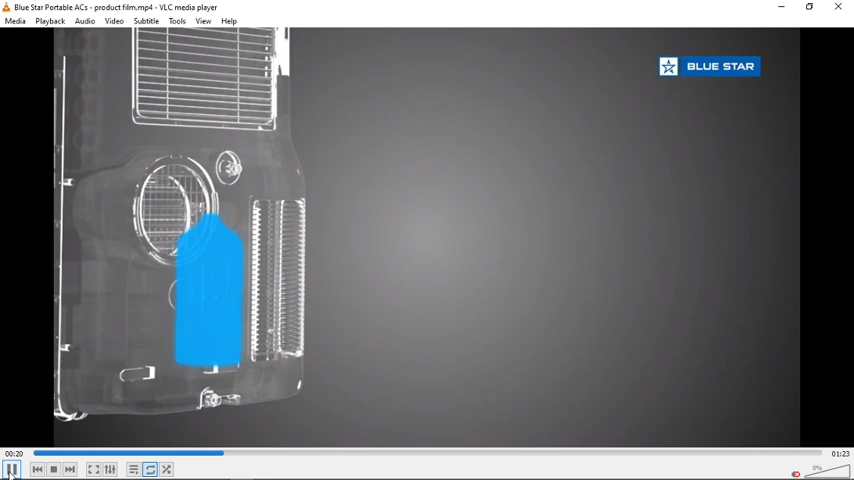 Blue Star Portable ACs - product film.mp4 - VLC media player
Media Playback Audio Video Subtitle Tools View Help
BLUE STAR
00:20
01:23
0%